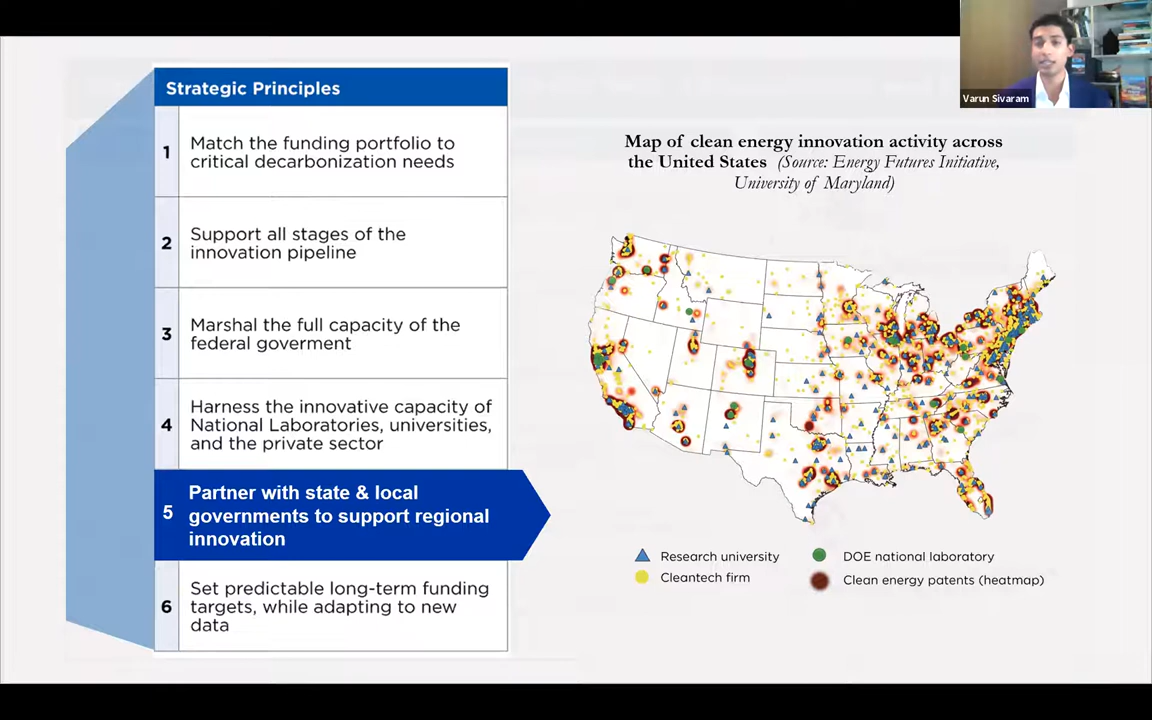 Varun Sivaram
Strategic Principles
1
Match the funding portfolio to
critical decarbonization needs
2
Support all stages of the
innovation pipeline
3
Marshal the full capacity of the
federal goverment
4
Harness the innovative capacity of
National Laboratories, universities,
and the private sector
5
Partner with state & local
governments to support regional
innovation
6
Set predictable long-term funding
targets, while adapting to new
data
Map of clean energy innovation activity across
the United States (Source: Energy Futures Initiative,
University of Maryland)
Research university
DOE national laboratory
Cleantech firm
Clean energy patents (heatmap)